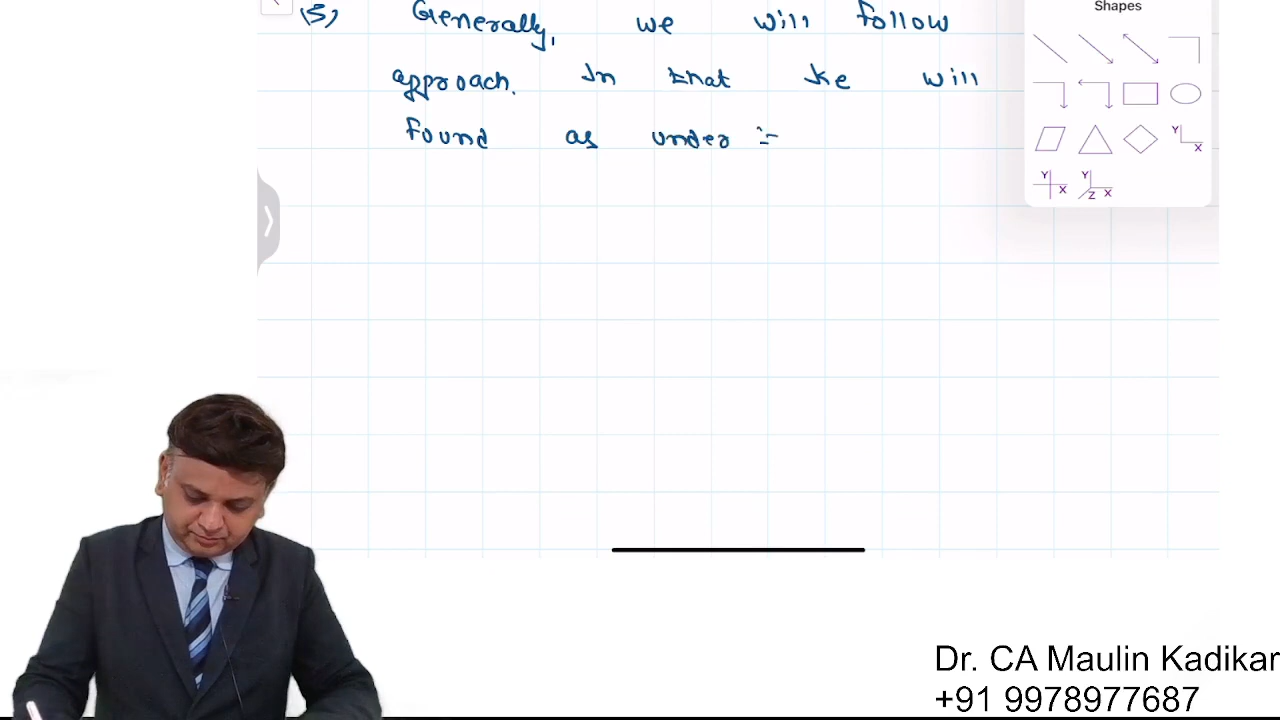 (5) Generally, we will follow
approach. In that Ke will
found as under :-
Shapes
Y
X
Y
X
Y
Z X
Dr. CA Maulin Kadikar
+91 9978977687